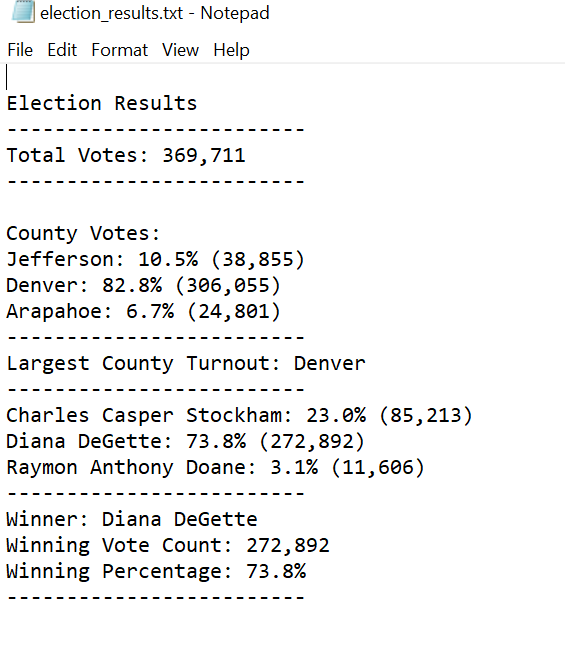 election_results.txt - Notepad
File Edit Format View Help
Election Results
-------------------------
Total Votes: 369,711
-------------------------
County Votes:
Jefferson: 10.5% (38,855)
Denver: 82.8% (306,055)
Arapahoe: 6.7% (24,801)
-------------------------
Largest County Turnout: Denver
-------------------------
Charles Casper Stockham: 23.0% (85,213)
Diana DeGette: 73.8% (272,892)
Raymon Anthony Doane: 3.1% (11,606)
-------------------------
Winner: Diana DeGette
Winning Vote Count: 272,892
Winning Percentage: 73.8%
-------------------------